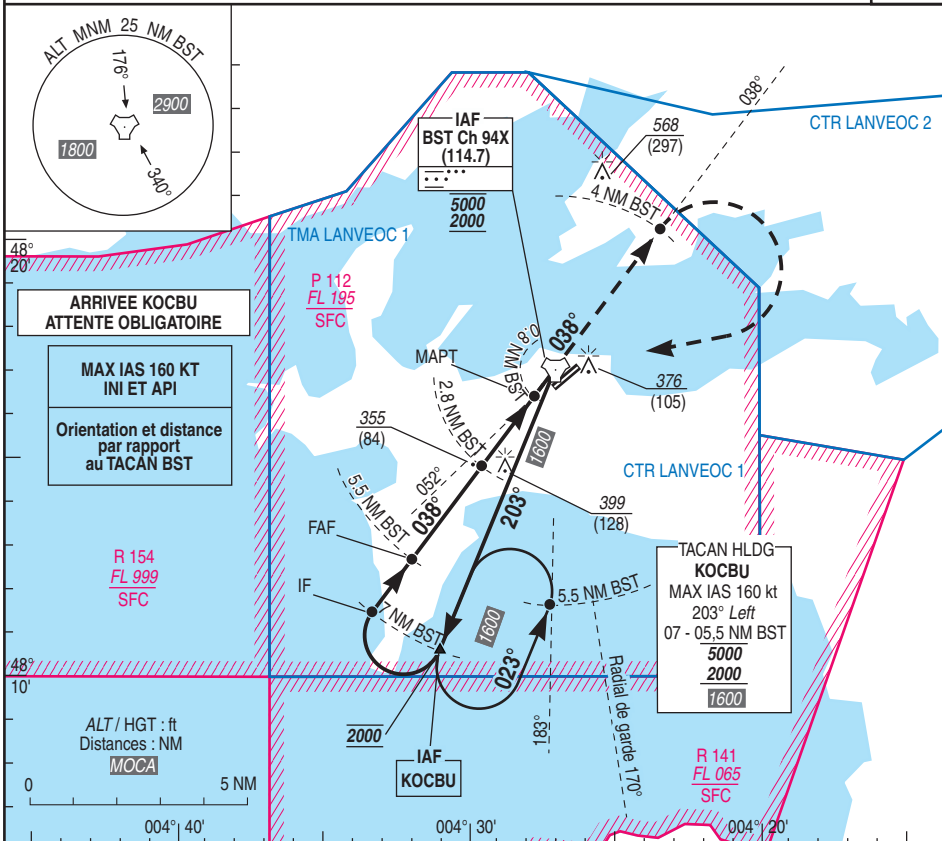 ALT MNM 25 NM BST
176°
2900
1800
340°
IAF
BST Ch 94X
(114.7)
5000
2000
568
(297)
038°
CTR LANVEOC 2
4 NM BST
TMA LANVEOC 1
48°
20'
P 112
FL 195
SFC
ARRIVEE KOCBU
ATTENTE OBLIGATOIRE
MAX IAS 160 KT
INI ET API
Orientation et distance
par rapport
au TACAN BST
038°
0.8 NM BST
MAPT
376
(105)
2.8 NM BST
355
(84)
1600
052°
CTR LANVEOC 1
5.5 NM BST
038°
203°
399
(128)
FAF
R 154
FL 999
SFC
IF
7 NM BST
1600
5.5 NM BST
TACAN HLDG
KOCBU
MAX IAS 160 kt
203° Left
07 - 05,5 NM BST
5000
2000
1600
023°
48°
10'
Radial de garde 170°
183°
2000
IAF
KOCBU
ALT / HGT : ft
Distances : NM
MOCA
0
5 NM
R 141
FL 065
SFC
004° 40'
004° 30'
004° 20'